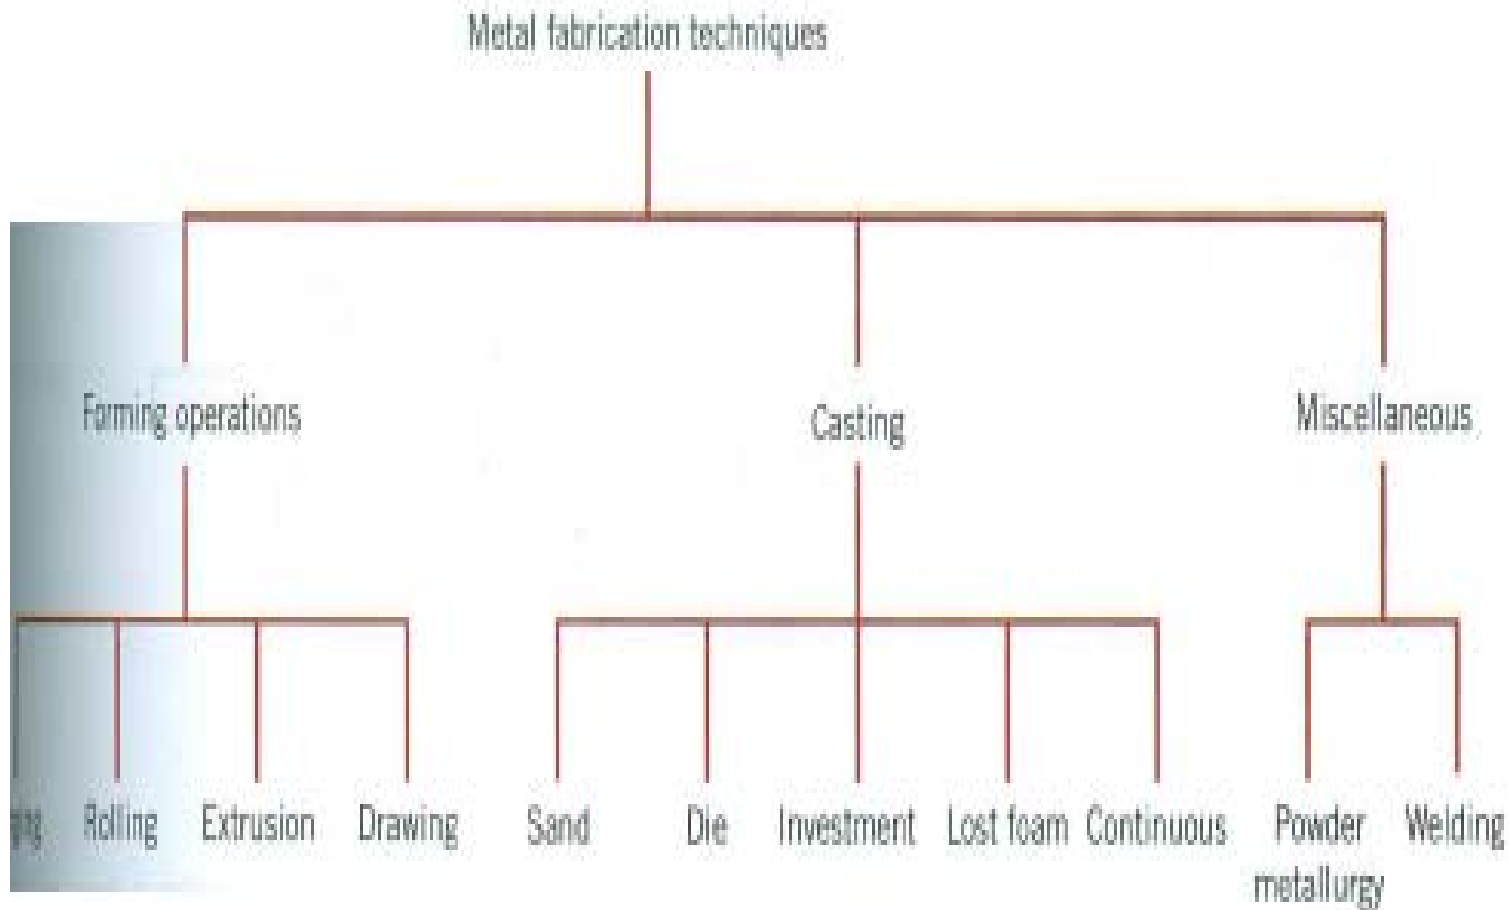 Metal fabrication techniques
Forming operations
Casting
Miscellaneous
Rolling
Extrusion
Drawing
Sand
Die
Investment
Lost foam
Continuous
Powder
metallurgy
Welding